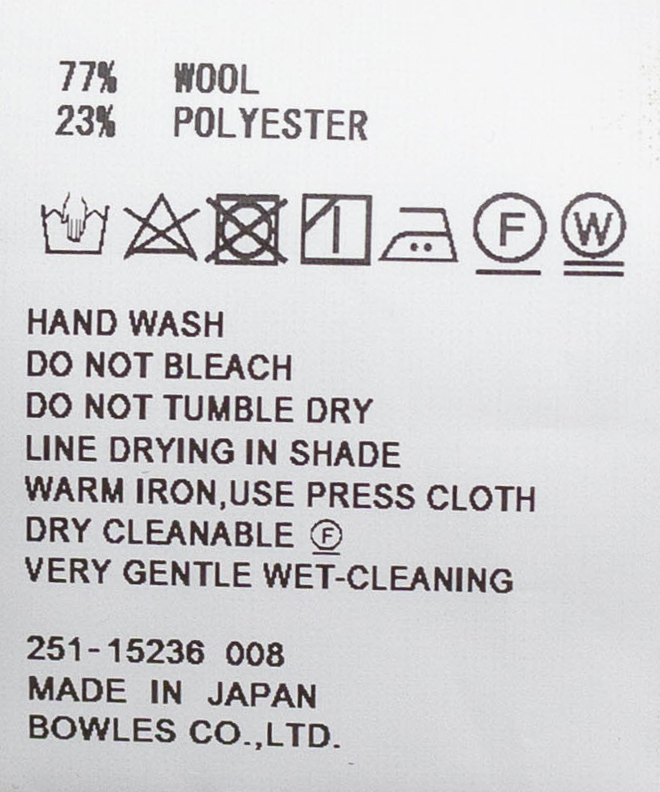 77% WOOL
23% POLYESTER
F W
HAND WASH
DO NOT BLEACH
DO NOT TUMBLE DRY
LINE DRYING IN SHADE
WARM IRON,USE PRESS CLOTH
DRY CLEANABLE Ⓕ
VERY GENTLE WET-CLEANING
251-15236 008
MADE IN JAPAN
BOWLES CO.,LTD.